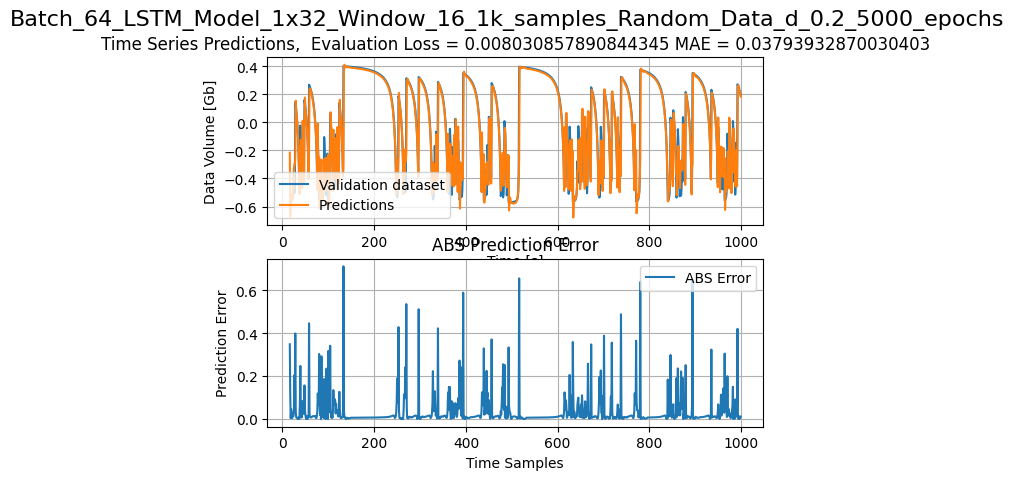 Batch_64_LSTM_Model_1x32_Window_16_1k_samples_Random_Data_d_0.2_5000_epochs
Time Series Predictions,  Evaluation Loss = 0.008030857890844345 MAE = 0.03793932870030403
Data Volume [Gb]
0.4
0.2
0.0
−0.2
−0.4
−0.6
Validation dataset
Predictions
0 200 400 600 800 1000
Time [s]
ABS Prediction Error
Prediction Error
0.6
0.4
0.2
0.0
ABS Error
0 200 400 600 800 1000
Time Samples